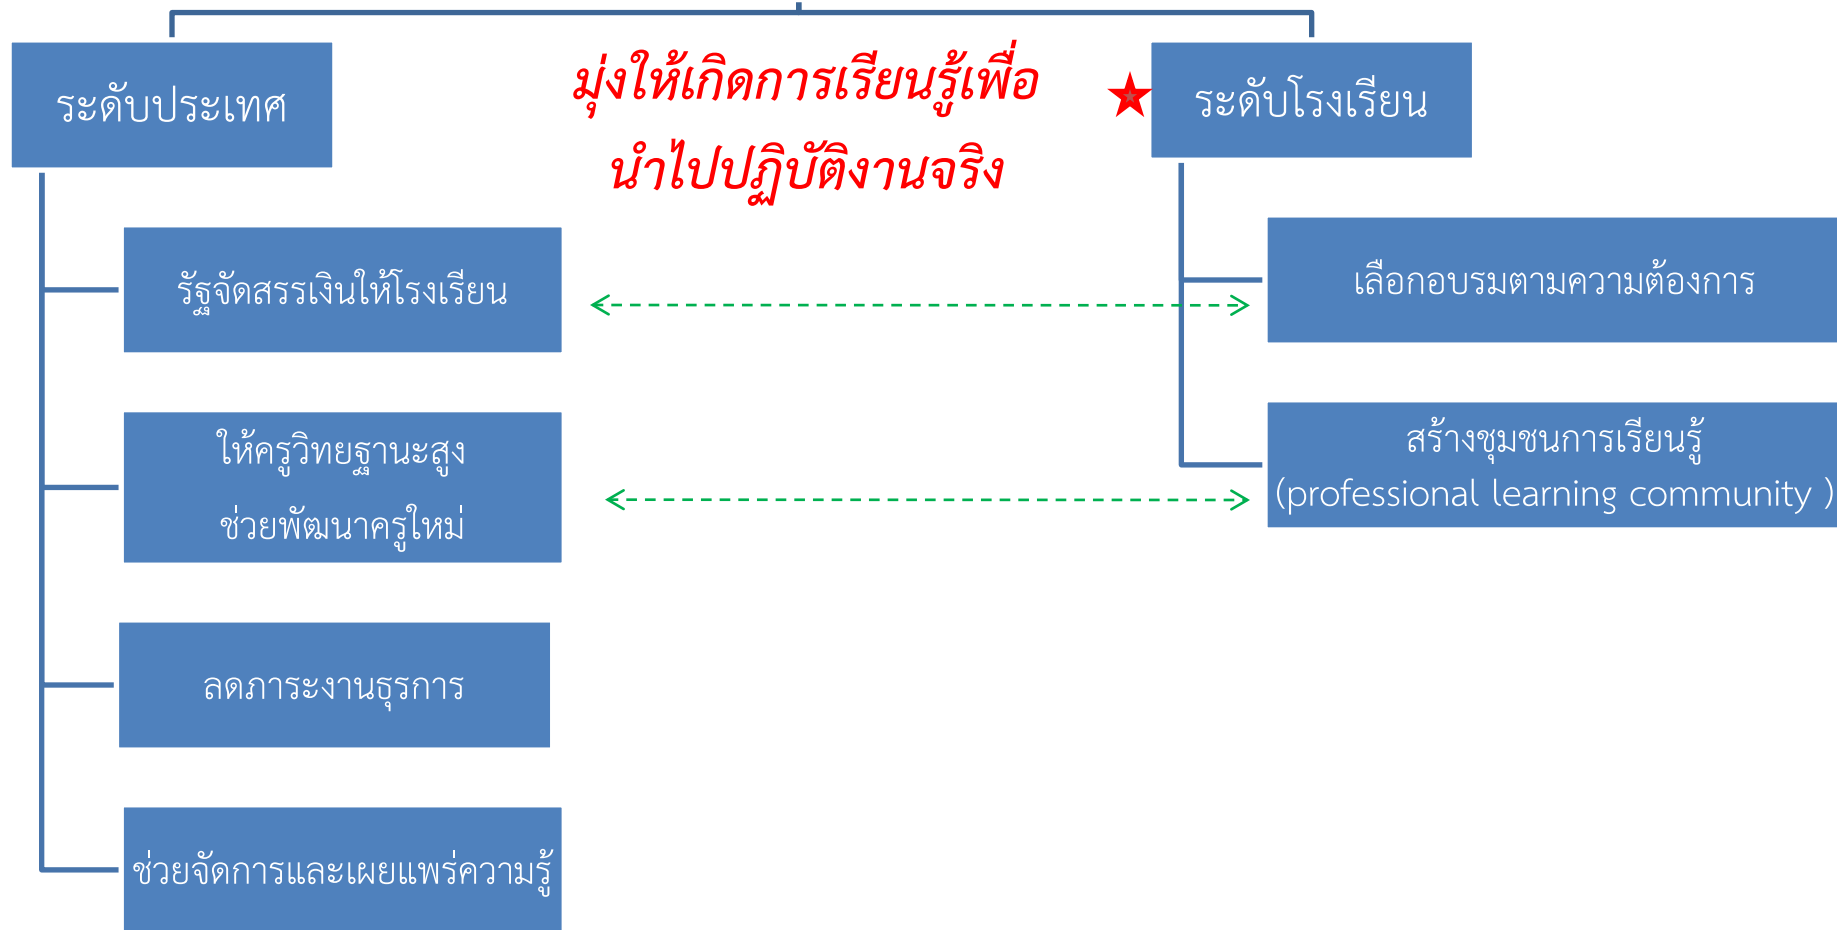 ระดับประเทศ
มุ่งให้เกิดการเรียนรู้เพื่อ
นำไปปฏิบัติงานจริง
ระดับโรงเรียน
รัฐจัดสรรเงินให้โรงเรียน
เลือกอบรมตามความต้องการ
ให้ครูวิทยฐานะสูง
ช่วยพัฒนาครูใหม่
สร้างชุมชนการเรียนรู้
(professional learning community )
ลดภาระงานธุรการ
ช่วยจัดการและเผยแพร่ความรู้